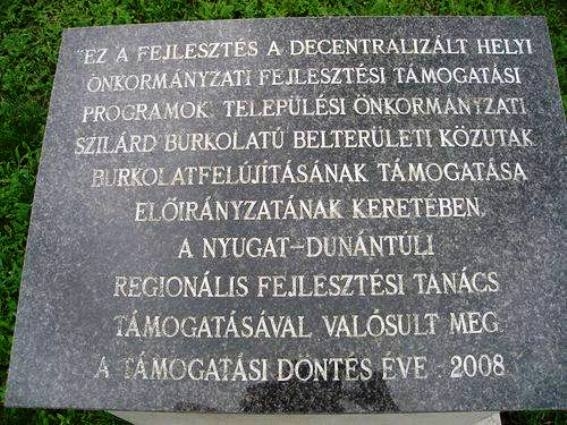 "EZ A FEJLESZTÉS A DECENTRALIZÁLT HELYI
ÖNKORMÁNYZATI FEJLESZTÉSI TÁMOGATÁSI
PROGRAMOK TELEPÜLÉSI ÖNKORMÁNYZATI
SZILÁRD BURKOLATÚ BELTERÜLETI KÖZUTAK
BURKOLATFELÚJÍTÁSÁNAK TÁMOGATÁSA
ELŐIRÁNYZATÁNAK KERETÉBEN,
A NYUGAT-DUNÁNTÚLI
REGIONÁLIS FEJLESZTÉSI TANÁCS
TÁMOGATÁSÁVAL VALÓSULT MEG
A TÁMOGATÁSI DÖNTÉS ÉVE : 2008